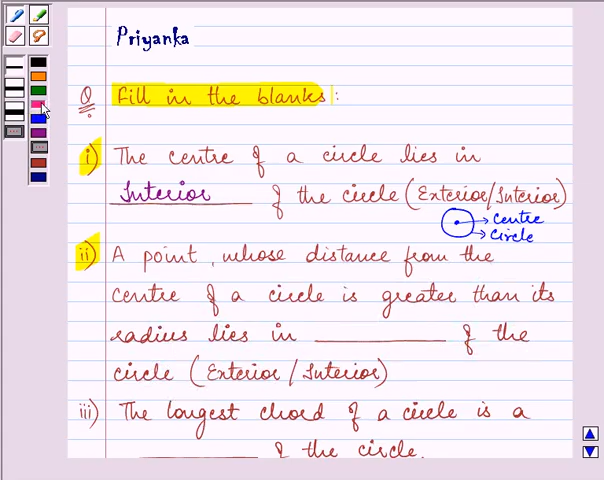 Priyanka
Q Fill in the blanks :
i) The centre of a circle lies in
Interior of the circle (Exterior/Interior)
→ centre
→ circle
ii) A point, whose distance from the
centre of a circle is greater than its
radius lies in __________ of the
circle (Exterior / Interior)
iii) The longest chord of a circle is a
__________ of the circle.